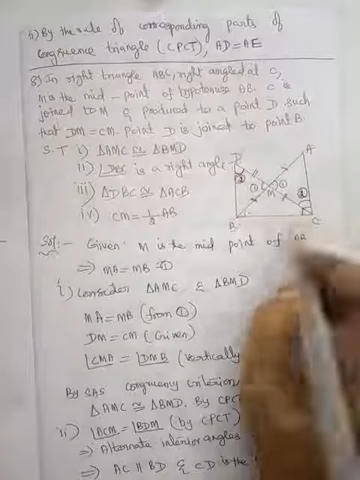 ii) By the rule of corresponding parts of
congruence triangle (CPCT), AD = AE
8) In right triangle ABC, right angled at C,
M is the mid-point of hypotenuse AB. C is
joined to M & produced to a point D such
that DM = CM. Point D is joined to point B.
S.T i) ΔAMC ≅ ΔBMD
ii) ∠DBC is a right angle
iii) ΔDBC ≅ ΔACB
iv) CM = 1/2 AB
D A
② ① M ①
B C
Sol:- Given: M is the mid point of AB
⇒ MA = MB -①
i) Consider ΔAMC & ΔBMD
MA = MB (from ①)
DM = CM (Given)
∠CMA = ∠DMB (vertically
By SAS congruency criterion
ΔAMC ≅ ΔBMD. By CPCT
ii) ∠ACM = ∠BDM (by CPCT)
⇒ Alternate interior angles
⇒ AC ∥ BD & CD is the